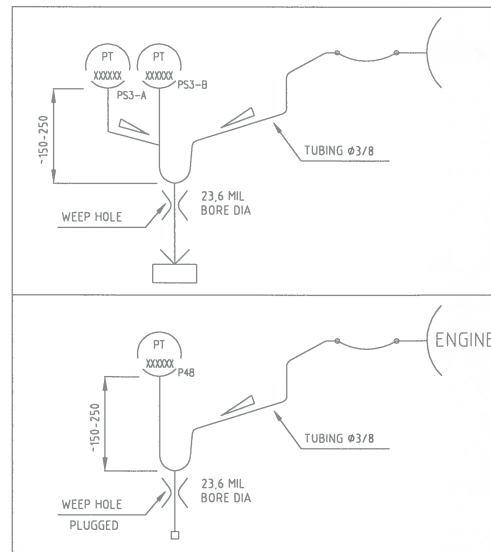 PT
PT
XXXXXX
XXXXXX
PS3-A
PS3-B
~150-250
TUBING Ø3/8
23,6 MIL
BORE DIA
WEEP HOLE
ENGINE
PT
XXXXXX
P48
~150-250
TUBING Ø3/8
23,6 MIL
BORE DIA
WEEP HOLE
PLUGGED